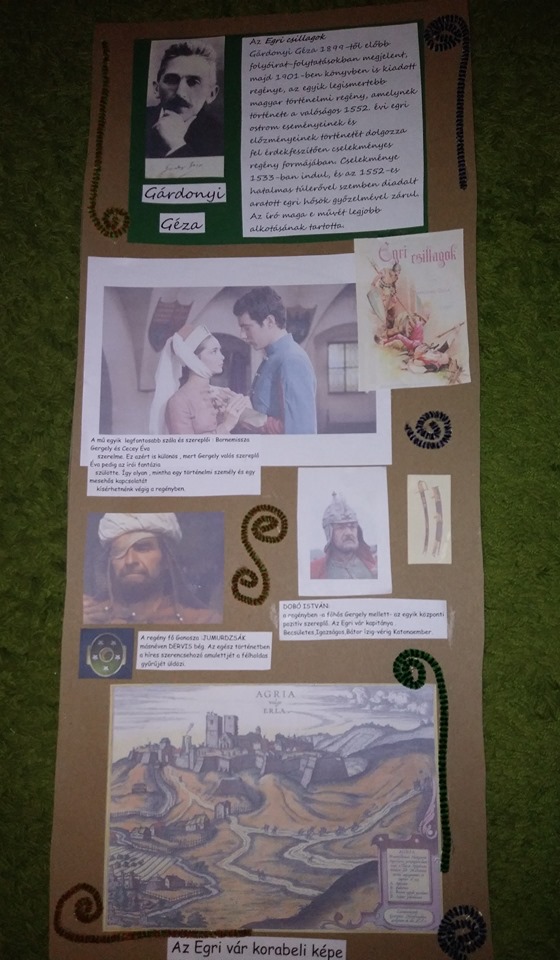 Az Egri csillagok
Gárdonyi Géza 1899-től előbb
folyóirat-folytatásokban megjelent,
majd 1901-ben könyvben is kiadott
regénye, az egyik legismertebb
magyar történelmi regény, amelynek
története a valóságos 1552. évi egri
ostrom eseményeinek és
előzményeinek történetét dolgozza
fel érdekfeszítően cselekményes
regény formájában. Cselekménye
1533-ban indul, és az 1552-es
hatalmas túlerővel szemben diadalt
aratott egri hősök győzelmével zárul.
Az író maga e művét legjobb
alkotásának tartotta.
Gárdonyi
Géza
Egri
csillagok
A mű egyik legfontosabb szála és szereplői : Bornemissza
Gergely és Cecey Éva
szerelme. Ez azért is különös , mert Gergely valós szereplő
Éva pedig az írói fantázia
szülötte. Így olyan , mintha egy történelmi személy és egy
mesehős kapcsolatát
kísérhetnénk végig a regényben.
DOBÓ ISTVÁN:
a regényben -a főhős Gergely mellett- az egyik központi
pozitív szereplő. Az Egri vár kapitánya
Becsületes,Igazságos,Bátor ízig-vérig Katonaember.
A regény fő Gonosza :JUMURDZSÁK
másnéven DERVIS bég. Az egész történetben
a híres szerencsehozó amulettjét a félholdas
gyűrűjét üldözi.
AGRIA
ERLA.
Az Egri vár korabeli képe